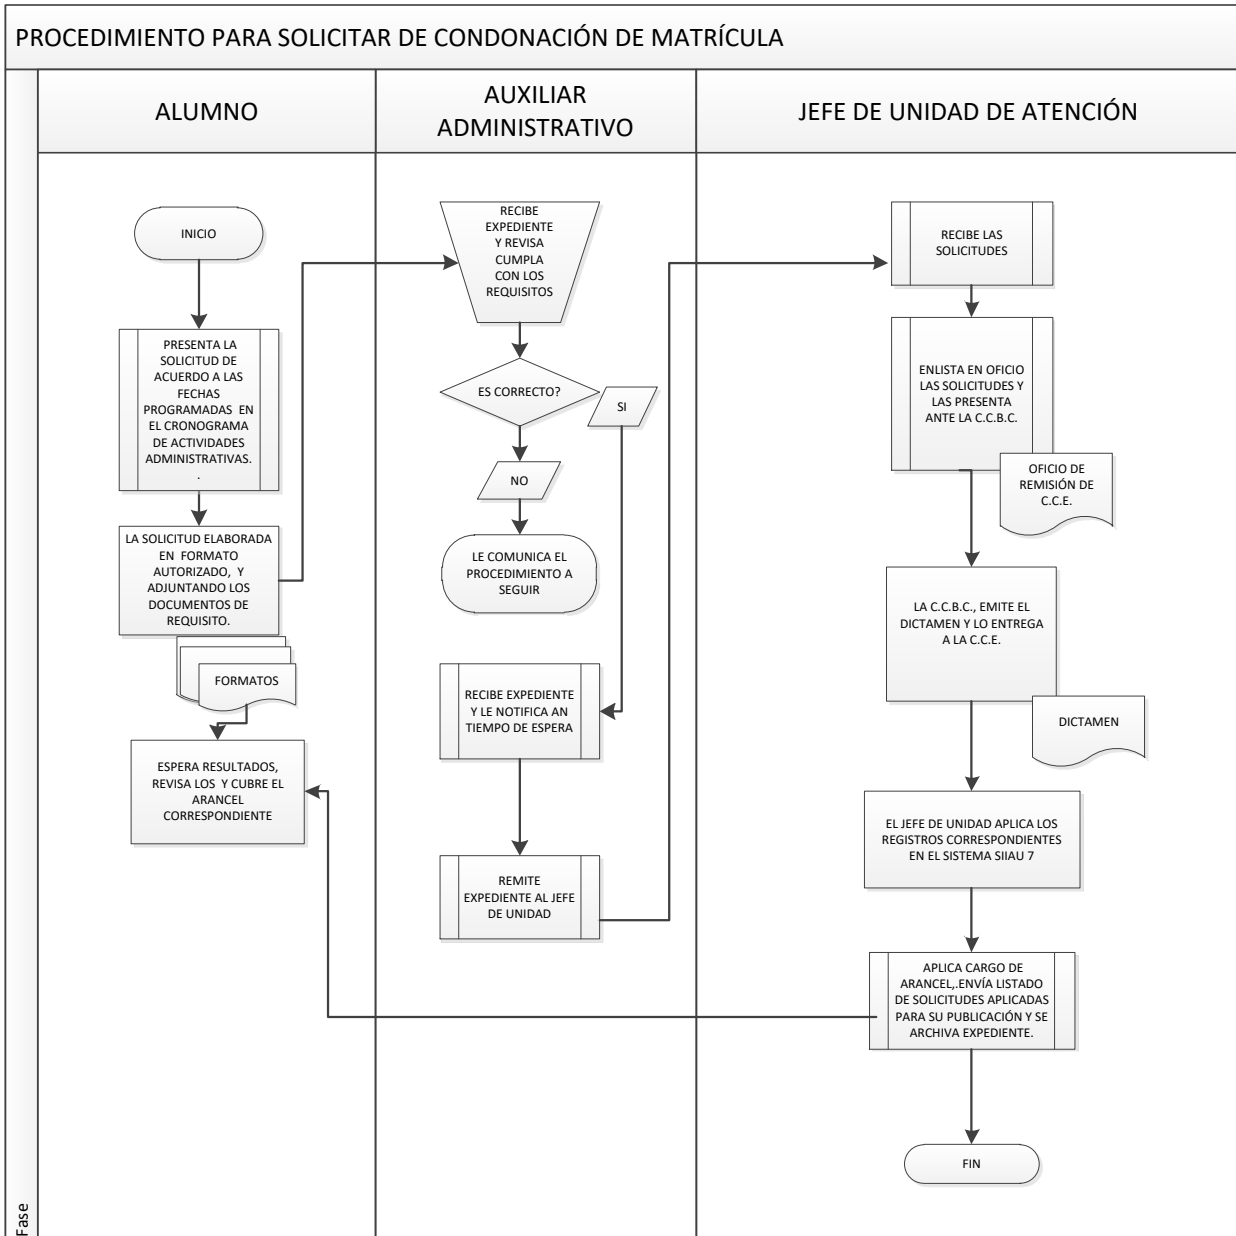 PROCEDIMIENTO PARA SOLICITAR DE CONDONACIÓN DE MATRÍCULA
ALUMNO
AUXILIAR
ADMINISTRATIVO
JEFE DE UNIDAD DE ATENCIÓN
INICIO
PRESENTA LA
SOLICITUD DE
ACUERDO A LAS
FECHAS
PROGRAMADAS EN
EL CRONOGRAMA
DE ACTIVIDADES
ADMINISTRATIVAS.
.
LA SOLICITUD ELABORADA
EN FORMATO
AUTORIZADO, Y
ADJUNTANDO LOS
DOCUMENTOS DE
REQUISITO.
FORMATOS
ESPERA RESULTADOS,
REVISA LOS Y CUBRE EL
ARANCEL
CORRESPONDIENTE
RECIBE
EXPEDIENTE
Y REVISA
CUMPLA
CON LOS
REQUISITOS
ES CORRECTO?
SI
NO
LE COMUNICA EL
PROCEDIMIENTO A
SEGUIR
RECIBE EXPEDIENTE
Y LE NOTIFICA AN
TIEMPO DE ESPERA
REMITE
EXPEDIENTE AL JEFE
DE UNIDAD
RECIBE LAS
SOLICITUDES
ENLISTA EN OFICIO
LAS SOLICITUDES Y
LAS PRESENTA
ANTE LA C.C.B.C.
OFICIO DE
REMISIÓN DE
C.C.E.
LA C.C.B.C., EMITE EL
DICTAMEN Y LO ENTREGA
A LA C.C.E.
DICTAMEN
EL JEFE DE UNIDAD APLICA LOS
REGISTROS CORRESPONDIENTES
EN EL SISTEMA SIIAU 7
APLICA CARGO DE
ARANCEL,.ENVÍA LISTADO
DE SOLICITUDES APLICADAS
PARA SU PUBLICACIÓN Y SE
ARCHIVA EXPEDIENTE.
FIN
Fase